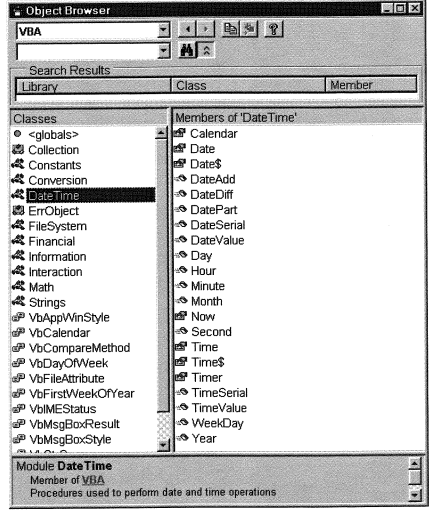 Object Browser
VBA
Search Results
Library Class Member
Classes
<globals>
Collection
Constants
Conversion
DateTime
ErrObject
FileSystem
Financial
Information
Interaction
Math
Strings
VbAppWinStyle
VbCalendar
VbCompareMethod
VbDayOfWeek
VbFileAttribute
VbFirstWeekOfYear
VbIMEStatus
VbMsgBoxResult
VbMsgBoxStyle
Members of 'DateTime'
Calendar
Date
Date$
DateAdd
DateDiff
DatePart
DateSerial
DateValue
Day
Hour
Minute
Month
Now
Second
Time
Time$
Timer
TimeSerial
TimeValue
WeekDay
Year
Module DateTime
Member of VBA
Procedures used to perform date and time operations